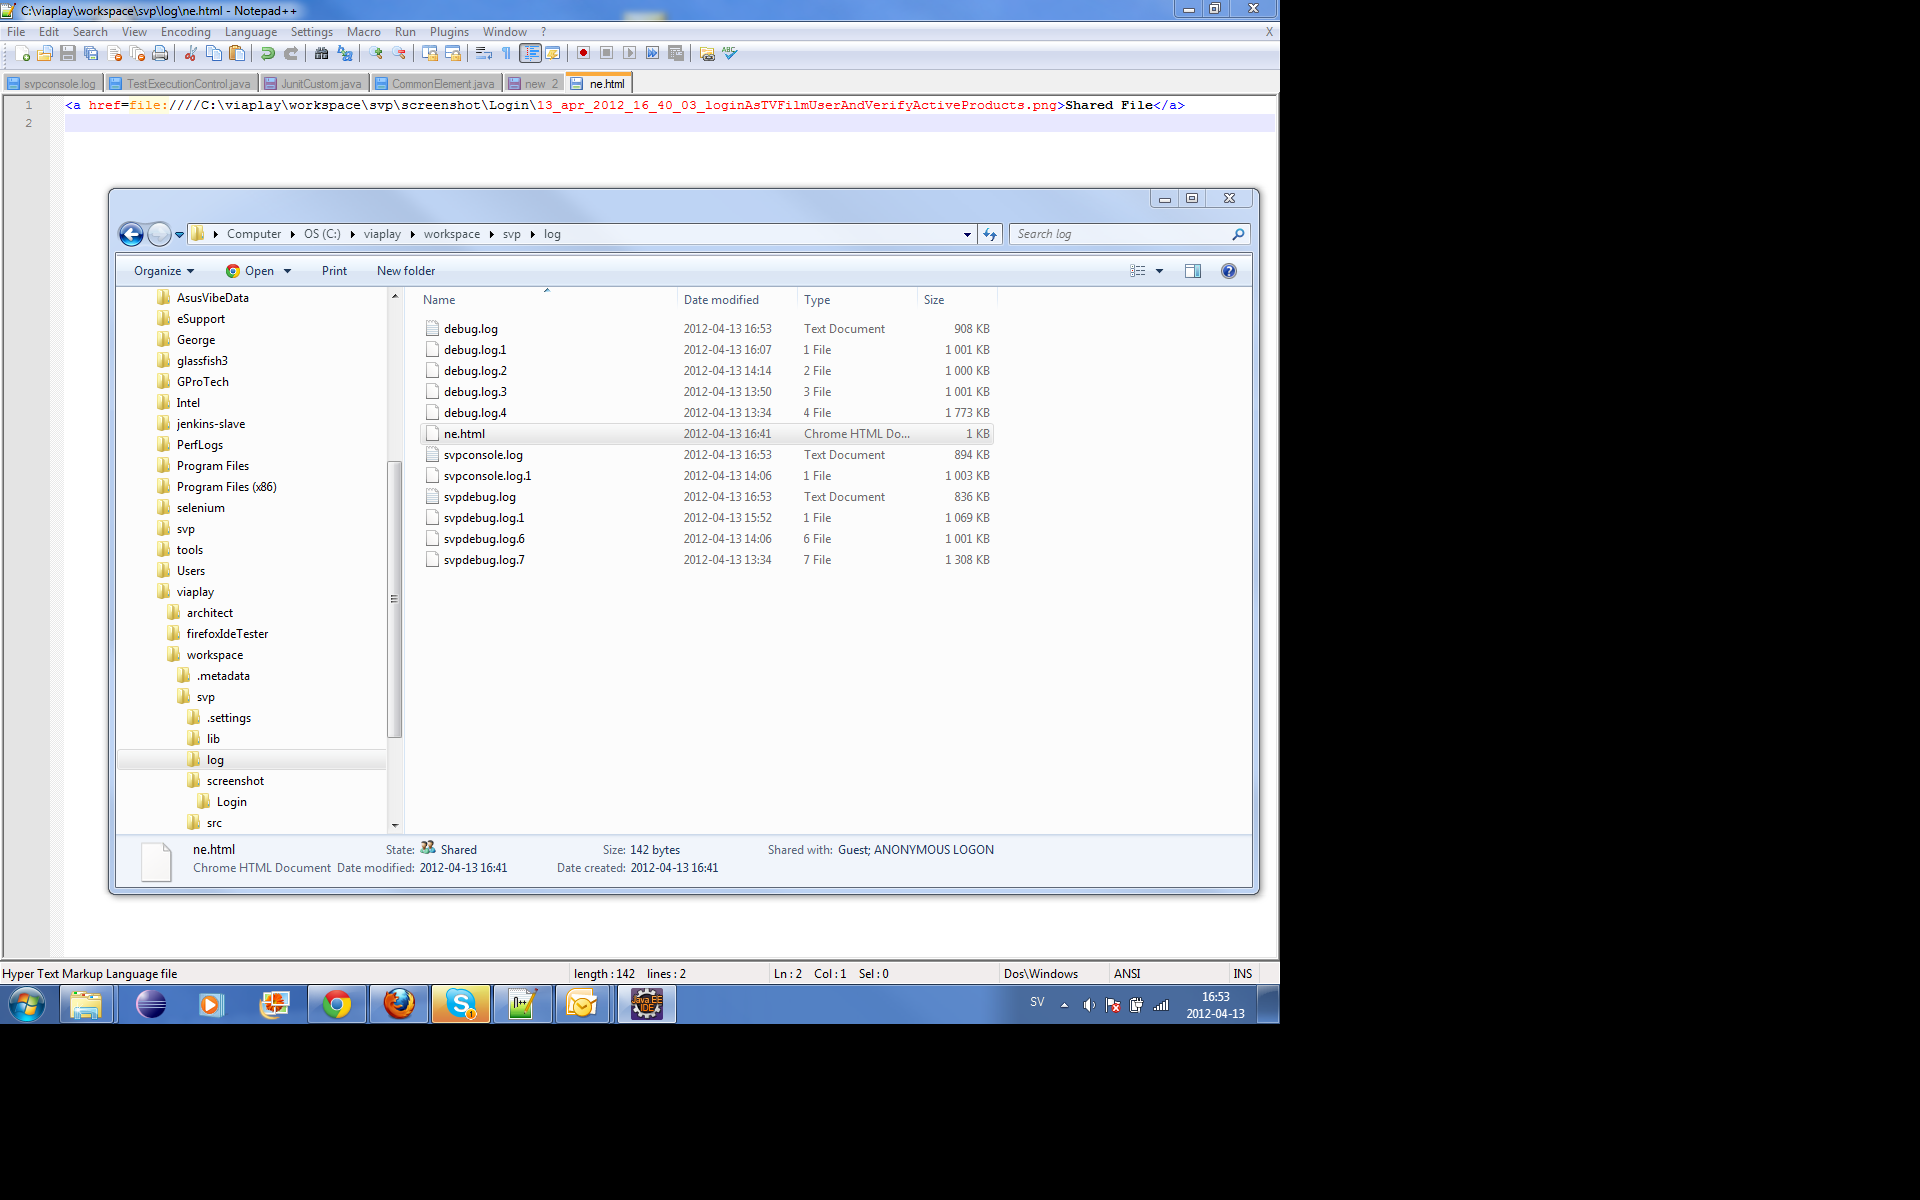 C:\viaplay\workspace\svp\log\ne.html - Notepad++
File Edit Search View Encoding Language Settings Macro Run Plugins Window ? X
svpconsole.log TestExecutionControl.java JunitCustom.java CommonElement.java new 2 ne.html
1 <a href=file:////C:\viaplay\workspace\svp\screenshot\Login\13_apr_2012_16_40_03_loginAsTVFilmUserAndVerifyActiveProducts.png>Shared File</a>
2
Computer OS (C:) viaplay workspace svp log Search log
Organize Open Print New folder
Name Date modified Type Size
AsusVibeData
eSupport
George
glassfish3
GProTech
Intel
jenkins-slave
PerfLogs
Program Files
Program Files (x86)
selenium
svp
tools
Users
viaplay
architect
firefoxIdeTester
workspace
.metadata
svp
.settings
lib
log
screenshot
Login
src
debug.log 2012-04-13 16:53 Text Document 908 KB
debug.log.1 2012-04-13 16:07 1 File 1 001 KB
debug.log.2 2012-04-13 14:14 2 File 1 000 KB
debug.log.3 2012-04-13 13:50 3 File 1 001 KB
debug.log.4 2012-04-13 13:34 4 File 1 773 KB
ne.html 2012-04-13 16:41 Chrome HTML Do... 1 KB
svpconsole.log 2012-04-13 16:53 Text Document 894 KB
svpconsole.log.1 2012-04-13 14:06 1 File 1 003 KB
svpdebug.log 2012-04-13 16:53 Text Document 836 KB
svpdebug.log.1 2012-04-13 15:52 1 File 1 069 KB
svpdebug.log.6 2012-04-13 14:06 6 File 1 001 KB
svpdebug.log.7 2012-04-13 13:34 7 File 1 308 KB
ne.html State: Shared Size: 142 bytes Shared with: Guest; ANONYMOUS LOGON
Chrome HTML Document Date modified: 2012-04-13 16:41 Date created: 2012-04-13 16:41
Hyper Text Markup Language file length : 142 lines : 2 Ln : 2 Col : 1 Sel : 0 Dos\Windows ANSI INS
Java EE IDE
SV 16:53
2012-04-13